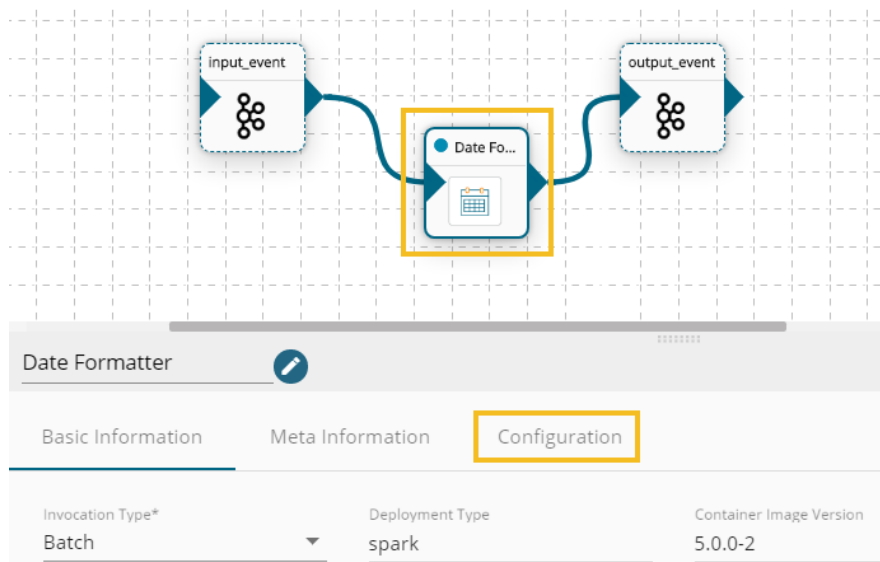 input_event
output_event
Date Fo...
Date Formatter
Basic Information
Meta Information
Configuration
Invocation Type*
Deployment Type
Container Image Version
Batch
spark
5.0.0-2